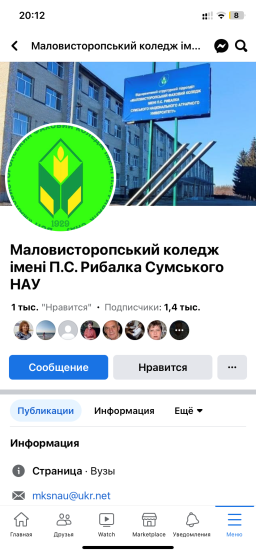 20:12
8
Маловисторопський коледж ім...
Відокремлений структурний підрозділ
«МАЛОВИСТОРОПСЬКИЙ ФАХОВИЙ КОЛЕДЖ
ІМЕНІ П.С. РИБАЛКА
СУМСЬКОГО НАЦІОНАЛЬНОГО АГРАРНОГО
УНІВЕРСИТЕТУ»
1929
Маловисторопський коледж
імені П.С. Рибалка Сумського
НАУ
1 тыс. "Нравится" • Подписчики: 1,4 тыс.
Сообщение
Нравится
...
Публикации
Информация
Ещё
Информация
Страница · Вузы
mksnau@ukr.net
Главная
Друзья
Watch
Marketplace
Уведомления
Меню